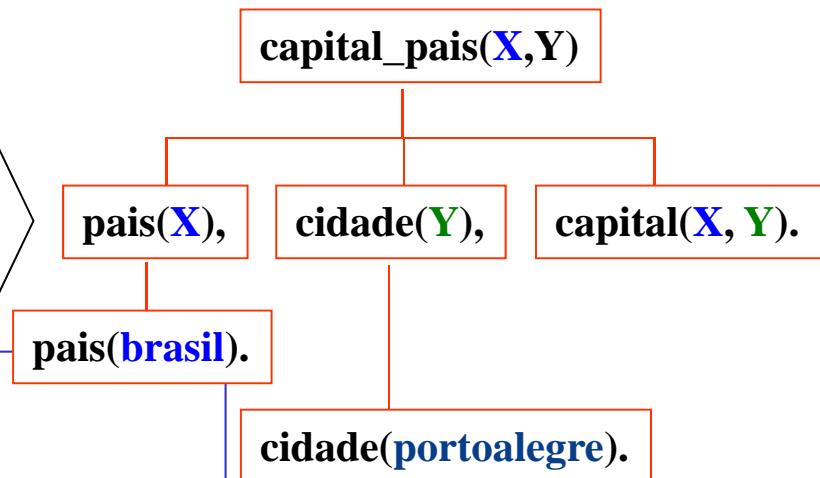 capital_pais(X,Y)
pais(X),
cidade(Y),
capital(X, Y).
pais(brasil).
cidade(portoalegre).